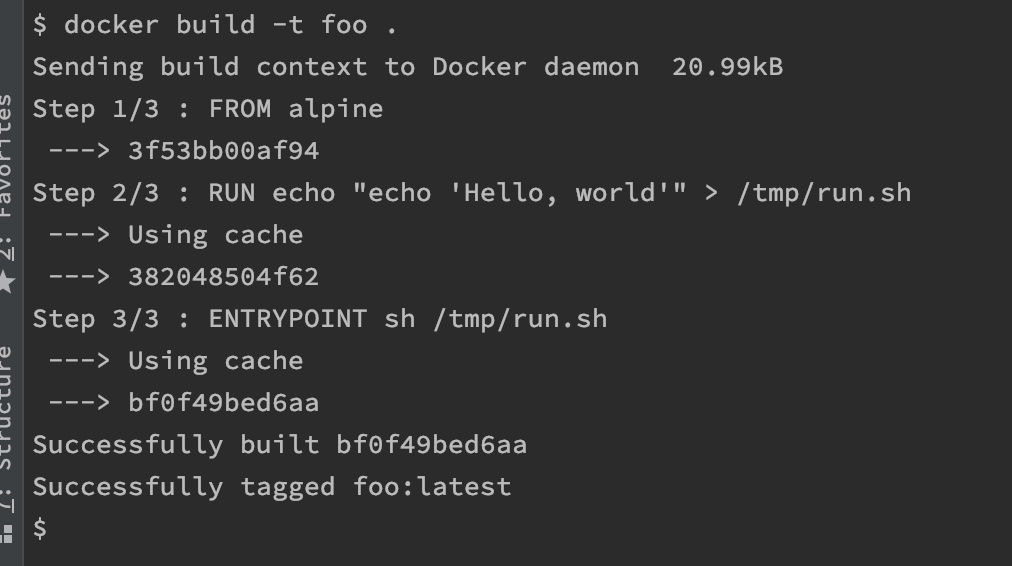 $ docker build -t foo .
Sending build context to Docker daemon  20.99kB
Step 1/3 : FROM alpine
 ---> 3f53bb00af94
Step 2/3 : RUN echo "echo 'Hello, world'" > /tmp/run.sh
 ---> Using cache
 ---> 382048504f62
Step 3/3 : ENTRYPOINT sh /tmp/run.sh
 ---> Using cache
 ---> bf0f49bed6aa
Successfully built bf0f49bed6aa
Successfully tagged foo:latest
$
2: Favorites
7: Structure